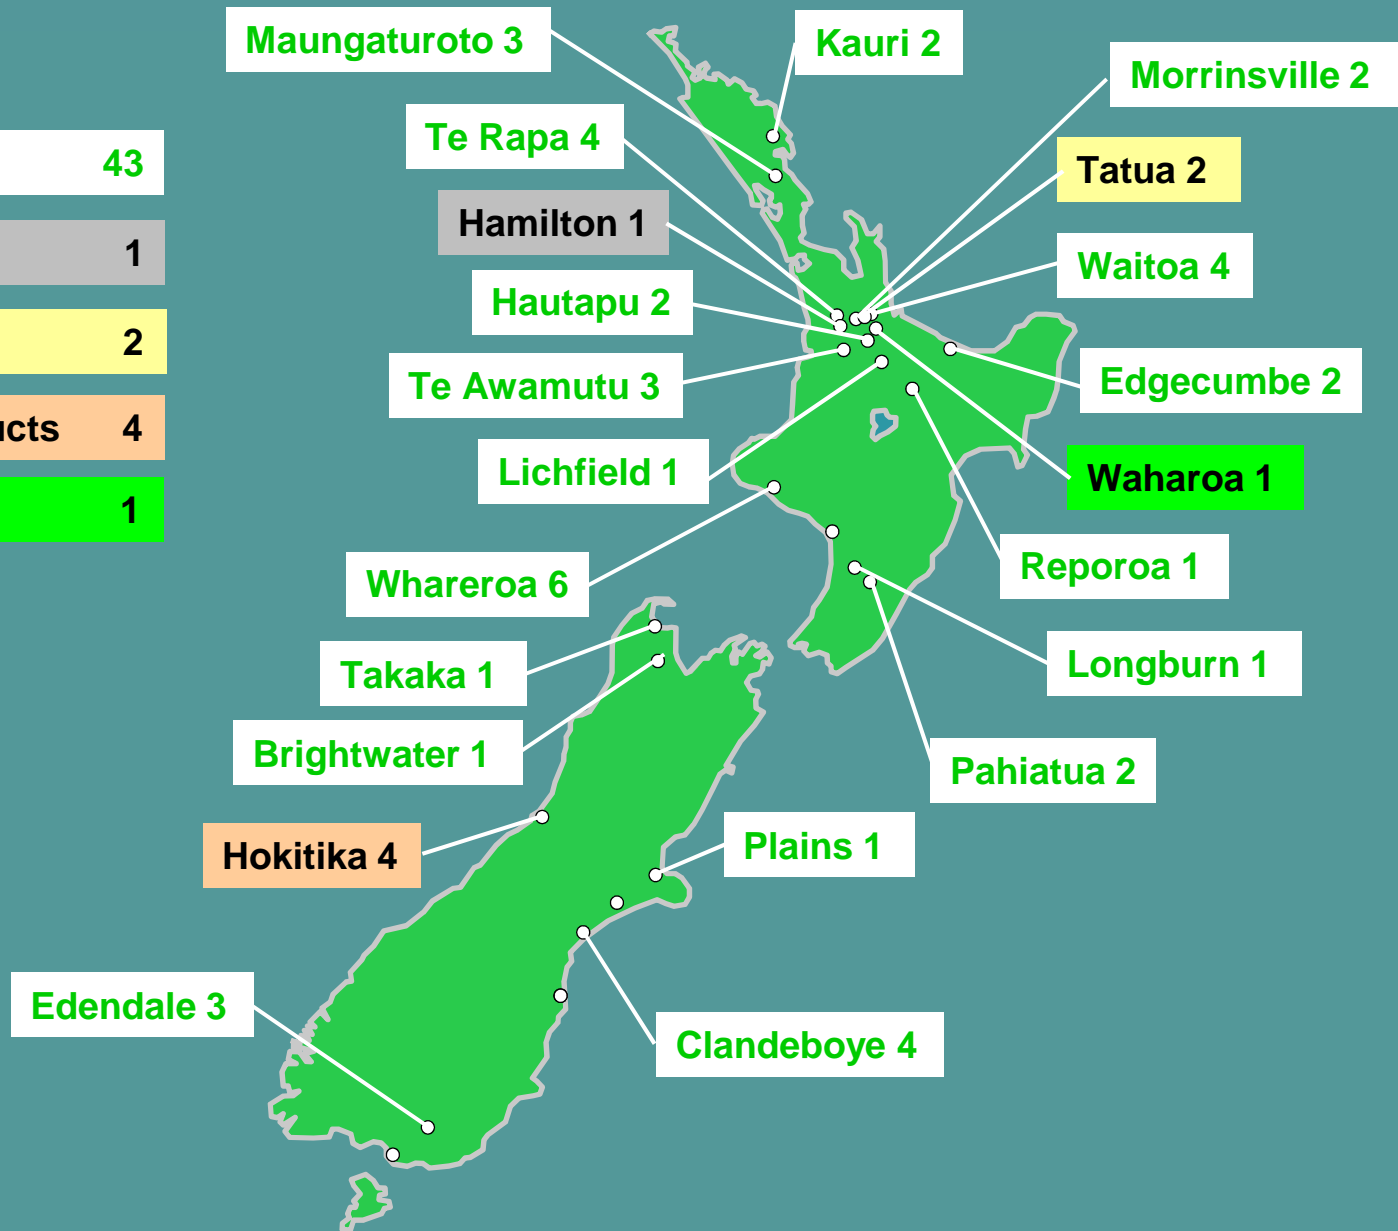 Maungaturoto 3
Kauri 2
Morrinsville 2
Te Rapa 4
43
Tatua 2
Hamilton 1
1
Waitoa 4
Hautapu 2
2
Te Awamutu 3
Edgecumbe 2
ucts 4
Lichfield 1
Waharoa 1
1
Whareroa 6
Reporoa 1
Takaka 1
Longburn 1
Brightwater 1
Pahiatua 2
Hokitika 4
Plains 1
Edendale 3
Clandeboye 4